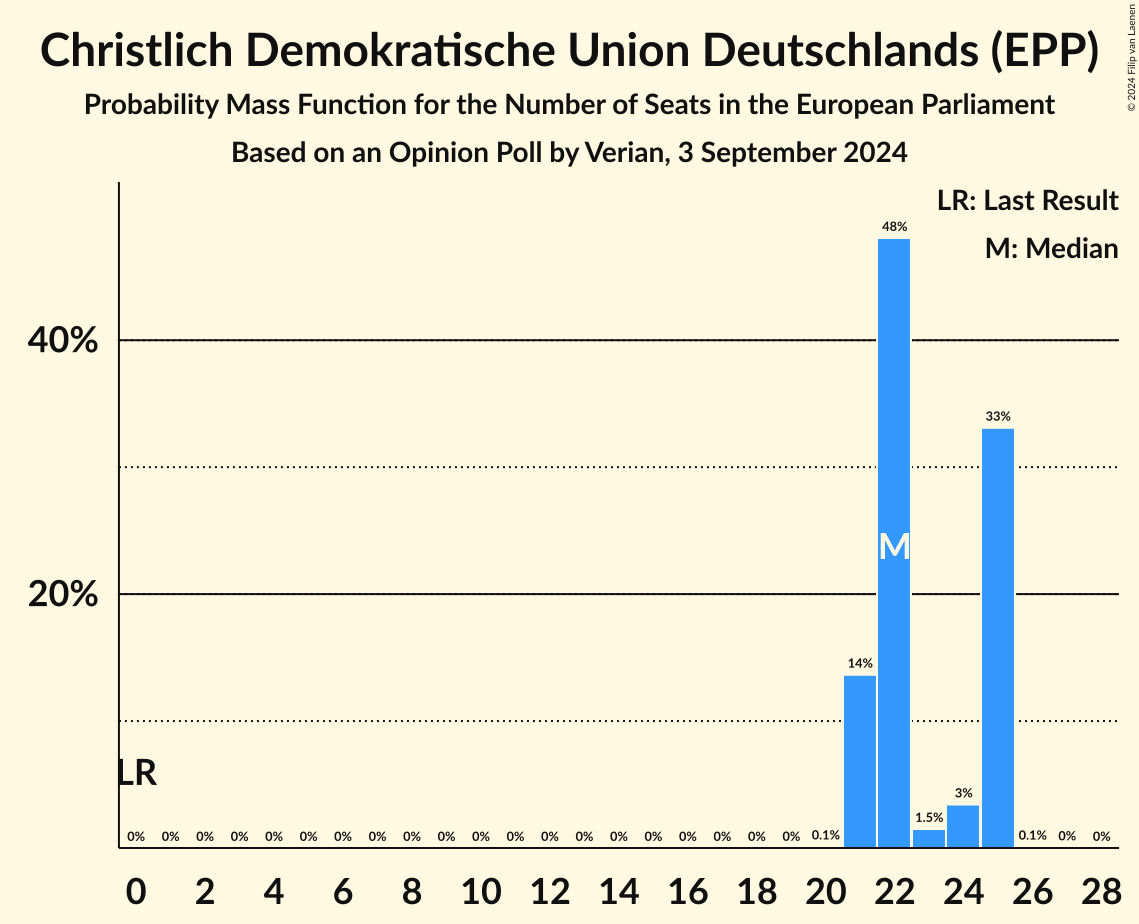 Christlich Demokratische Union Deutschlands (EPP)
Probability Mass Function for the Number of Seats in the European Parliament
Based on an Opinion Poll by Verian, 3 September 2024
© 2024 Filip van Laenen
LR: Last Result
M: Median
48%
40%
33%
M
20%
14%
LR
3%
1.5%
0% 0% 0% 0% 0% 0% 0% 0% 0% 0% 0% 0% 0% 0% 0% 0% 0% 0% 0% 0% 0.1% 0.1% 0% 0%
0 2 4 6 8 10 12 14 16 18 20 22 24 26 28